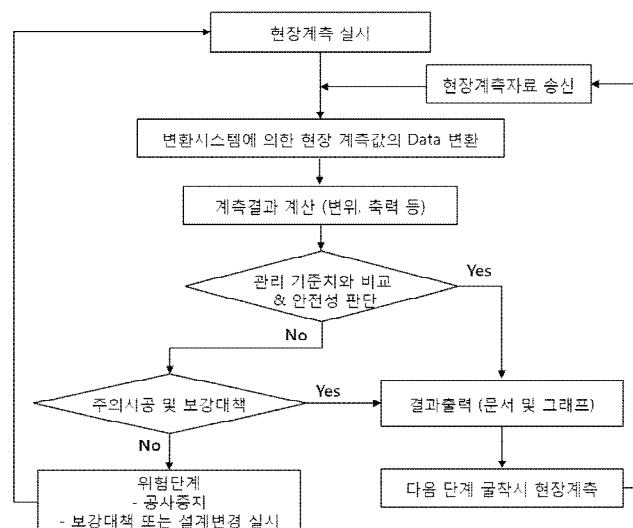 현장계측 실시
현장계측자료 송신
변환시스템에 의한 현장 계측값의 Data 변환
계측결과 계산 (변위, 축력 등)
관리 기준치와 비교
& 안전성 판단
Yes
No
주의시공 및 보강대책
Yes
결과출력 (문서 및 그래프)
No
위험단계
- 공사중지
- 보강대책 또는 설계변경 실시
다음 단계 굴착시 현장계측